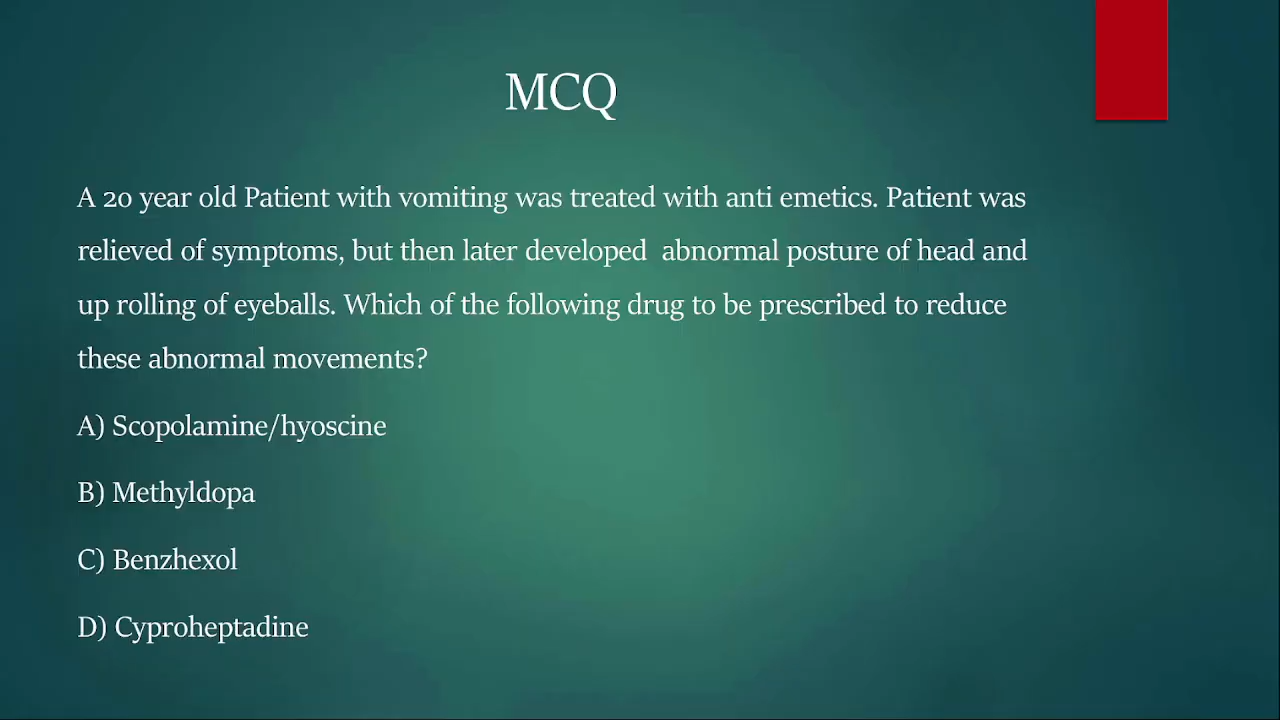 MCQ
A 20 year old Patient with vomiting was treated with anti emetics. Patient was
relieved of symptoms, but then later developed  abnormal posture of head and
up rolling of eyeballs. Which of the following drug to be prescribed to reduce
these abnormal movements?
A) Scopolamine/hyoscine
B) Methyldopa
C) Benzhexol
D) Cyproheptadine